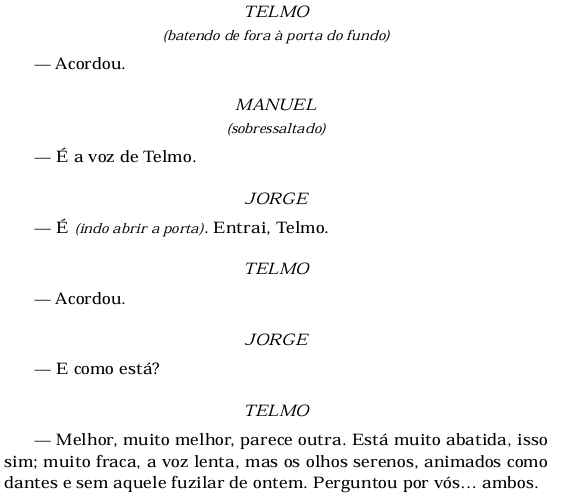 TELMO
(batendo de fora à porta do fundo)
— Acordou.
MANUEL
(sobressaltado)
— É a voz de Telmo.
JORGE
— É (indo abrir a porta). Entrai, Telmo.
TELMO
— Acordou.
JORGE
— E como está?
TELMO
— Melhor, muito melhor, parece outra. Está muito abatida, isso
sim; muito fraca, a voz lenta, mas os olhos serenos, animados como
dantes e sem aquele fuzilar de ontem. Perguntou por vós… ambos.